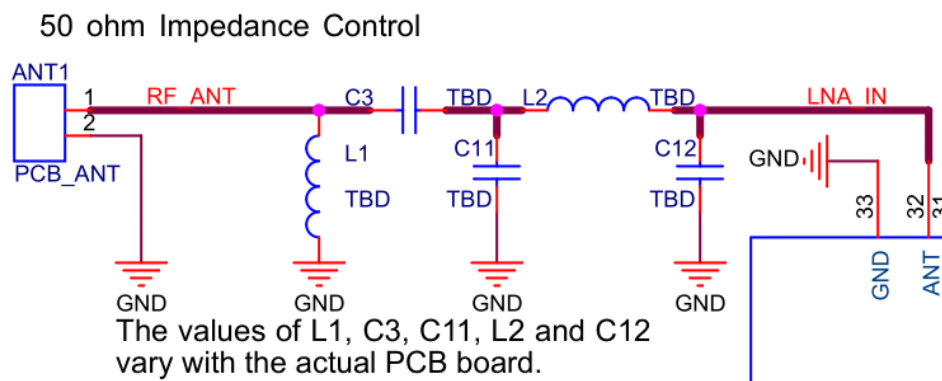 50 ohm Impedance Control
ANT1
1
RF_ANT
C3
TBD
L2
TBD
LNA_IN
2
PCB_ANT
L1
TBD
C11
TBD
C12
TBD
GND
33
32
31
GND
ANT
GND
GND
GND
GND
The values of L1, C3, C11, L2 and C12
vary with the actual PCB board.